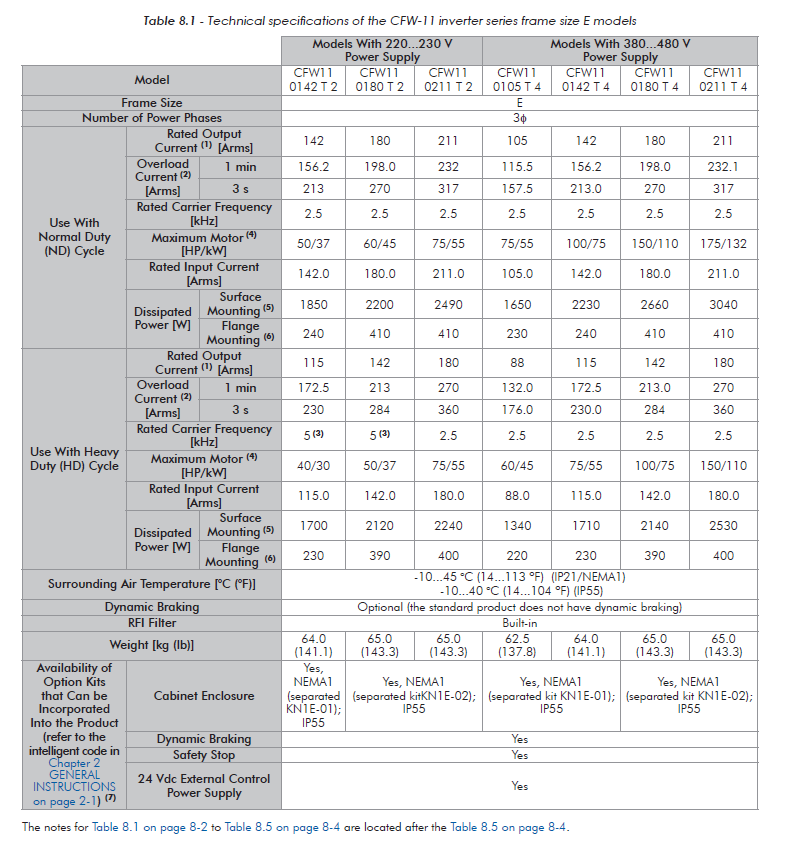 Table 8.1 - Technical specifications of the CFW-11 inverter series frame size E models
Models With 220...230 V
Power Supply
Models With 380...480 V
Power Supply
Model
CFW11
0142 T 2
CFW11
0180 T 2
CFW11
0211 T 2
CFW11
0105 T 4
CFW11
0142 T 4
CFW11
0180 T 4
CFW11
0211 T 4
Frame Size
E
Number of Power Phases
3ϕ
Use With
Normal Duty
(ND) Cycle
Rated Output
Current (1) [Arms]
142 180 211 105 142 180 211
Overload
Current (2)
[Arms]
1 min
156.2 198.0 232 115.5 156.2 198.0 232.1
3 s
213 270 317 157.5 213.0 270 317
Rated Carrier Frequency
[kHz]
2.5 2.5 2.5 2.5 2.5 2.5 2.5
Maximum Motor (4)
[HP/kW]
50/37 60/45 75/55 75/55 100/75 150/110 175/132
Rated Input Current
[Arms]
142.0 180.0 211.0 105.0 142.0 180.0 211.0
Dissipated
Power [W]
Surface
Mounting (5)
1850 2200 2490 1650 2230 2660 3040
Flange
Mounting (6)
240 410 410 230 240 410 410
Use With Heavy
Duty (HD) Cycle
Rated Output
Current (1) [Arms]
115 142 180 88 115 142 180
Overload
Current (2)
[Arms]
1 min
172.5 213 270 132.0 172.5 213.0 270
3 s
230 284 360 176.0 230.0 284 360
Rated Carrier Frequency
[kHz]
5 (3) 5 (3) 2.5 2.5 2.5 2.5 2.5
Maximum Motor (4)
[HP/kW]
40/30 50/37 75/55 60/45 75/55 100/75 150/110
Rated Input Current
[Arms]
115.0 142.0 180.0 88.0 115.0 142.0 180.0
Dissipated
Power [W]
Surface
Mounting (5)
1700 2120 2240 1340 1710 2140 2530
Flange
Mounting (6)
230 390 400 220 230 390 400
Surrounding Air Temperature [ºC (ºF)]
-10...45 ºC (14...113 ºF) (IP21/NEMA1)
-10...40 ºC (14...104 ºF) (IP55)
Dynamic Braking
Optional (the standard product does not have dynamic braking)
RFI Filter
Built-in
Weight [kg (lb)]
64.0
(141.1)
65.0
(143.3)
65.0
(143.3)
62.5
(137.8)
64.0
(141.1)
65.0
(143.3)
65.0
(143.3)
Availability of
Option Kits
that Can be
Incorporated
Into the Product
(refer to the
intelligent code in
Chapter 2
GENERAL
INSTRUCTIONS
on page 2-1) (7)
Cabinet Enclosure
Yes,
NEMA1
(separated
KN1E-01);
IP55
Yes, NEMA1
(separated kitKN1E-02);
IP55
Yes, NEMA1
(separated kit KN1E-01);
IP55
Yes, NEMA1
(separated kit KN1E-02);
IP55
Dynamic Braking
Yes
Safety Stop
Yes
24 Vdc External Control
Power Supply
Yes
The notes for Table 8.1 on page 8-2 to Table 8.5 on page 8-4 are located after the Table 8.5 on page 8-4.